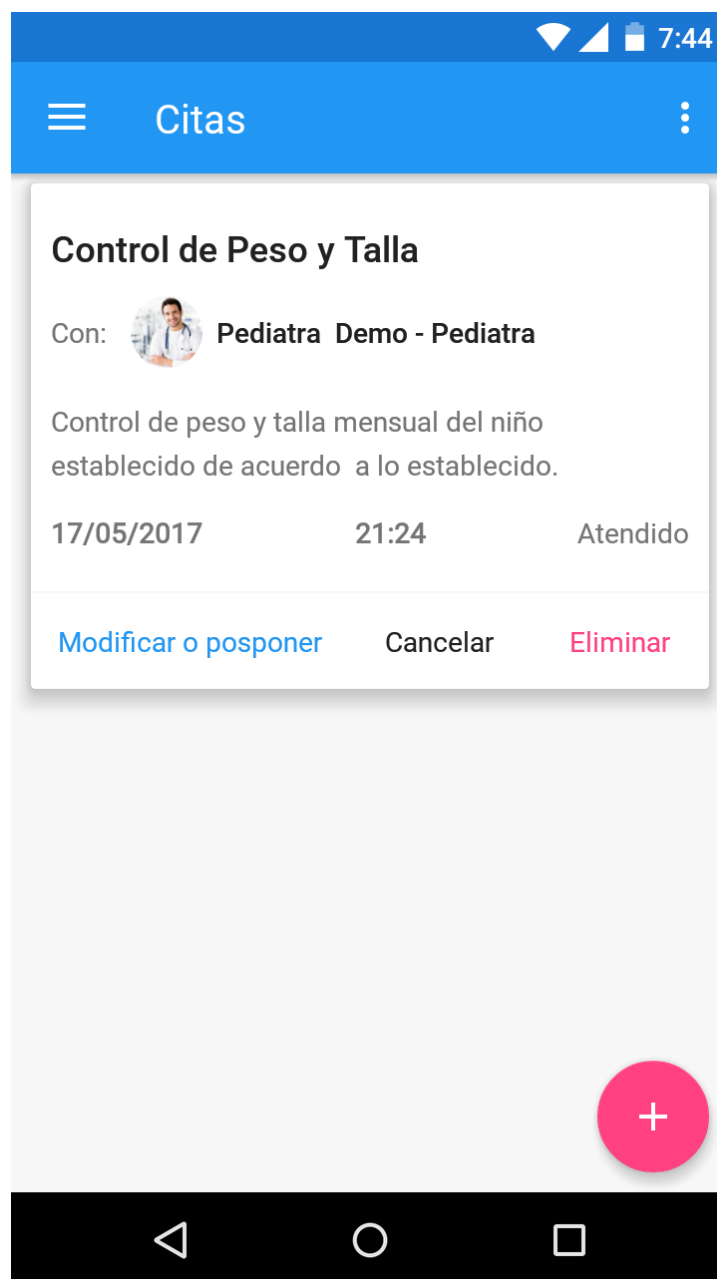 7:44
Citas
Control de Peso y Talla
Con: Pediatra  Demo - Pediatra
Control de peso y talla mensual del niño
establecido de acuerdo  a lo establecido.
17/05/2017 21:24 Atendido
Modificar o posponer Cancelar Eliminar